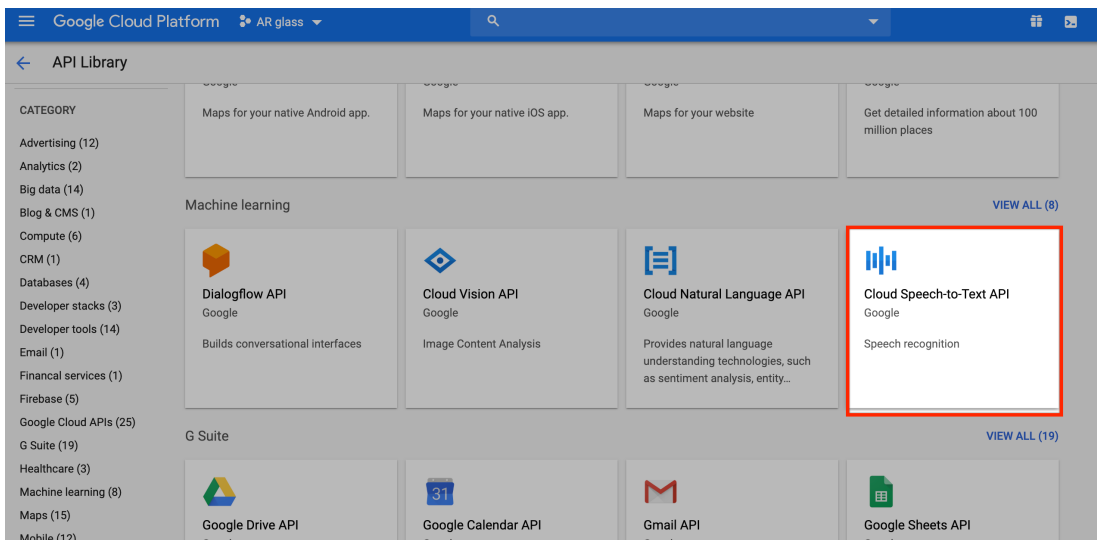 Google Cloud Platform
AR glass
API Library
CATEGORY
Advertising (12)
Analytics (2)
Big data (14)
Blog & CMS (1)
Compute (6)
CRM (1)
Databases (4)
Developer stacks (3)
Developer tools (14)
Email (1)
Financal services (1)
Firebase (5)
Google Cloud APIs (25)
G Suite (19)
Healthcare (3)
Machine learning (8)
Maps (15)
Mobile (12)
Maps for your native Android app.
Maps for your native iOS app.
Maps for your website
Get detailed information about 100
million places
Machine learning
VIEW ALL (8)
Dialogflow API
Google
Builds conversational interfaces
Cloud Vision API
Google
Image Content Analysis
Cloud Natural Language API
Google
Provides natural language
understanding technologies, such
as sentiment analysis, entity...
Cloud Speech-to-Text API
Google
Speech recognition
G Suite
VIEW ALL (19)
Google Drive API
31
Google Calendar API
Gmail API
Google Sheets API